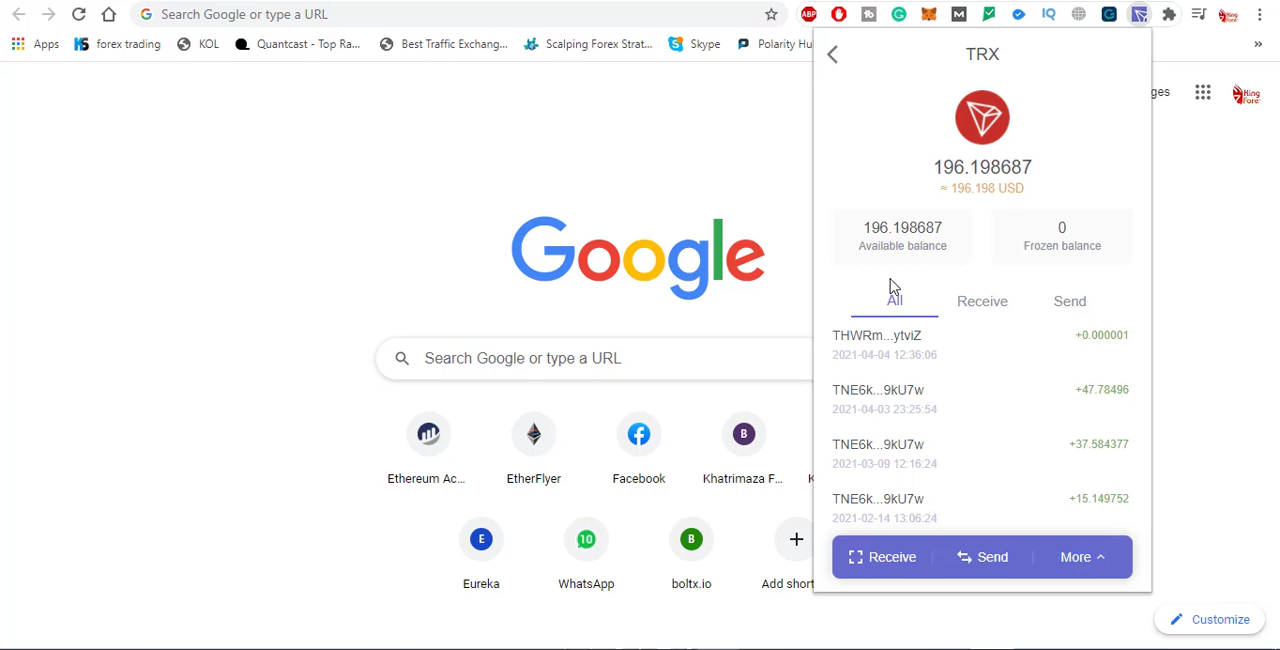 Search Google or type a URL
ABP
Apps
forex trading
KOL
Quantcast - Top Ra...
Best Traffic Exchang...
Scalping Forex Strat...
Skype
Polarity Hu
»
TRX
ges
196.198687
≈ 196.198 USD
196.198687
Available balance
0
Frozen balance
All
Receive
Send
THWRm...ytviZ
+0.000001
2021-04-04 12:36:06
TNE6k...9kU7w
+47.78496
2021-04-03 23:25:54
TNE6k...9kU7w
+37.584377
2021-03-09 12:16:24
TNE6k...9kU7w
+15.149752
2021-02-14 13:06:24
Receive
Send
More
Google
Search Google or type a URL
B
Ethereum Ac...
EtherFlyer
Facebook
Khatrimaza F...
E
10
B
Eureka
WhatsApp
boltx.io
Add short
Customize